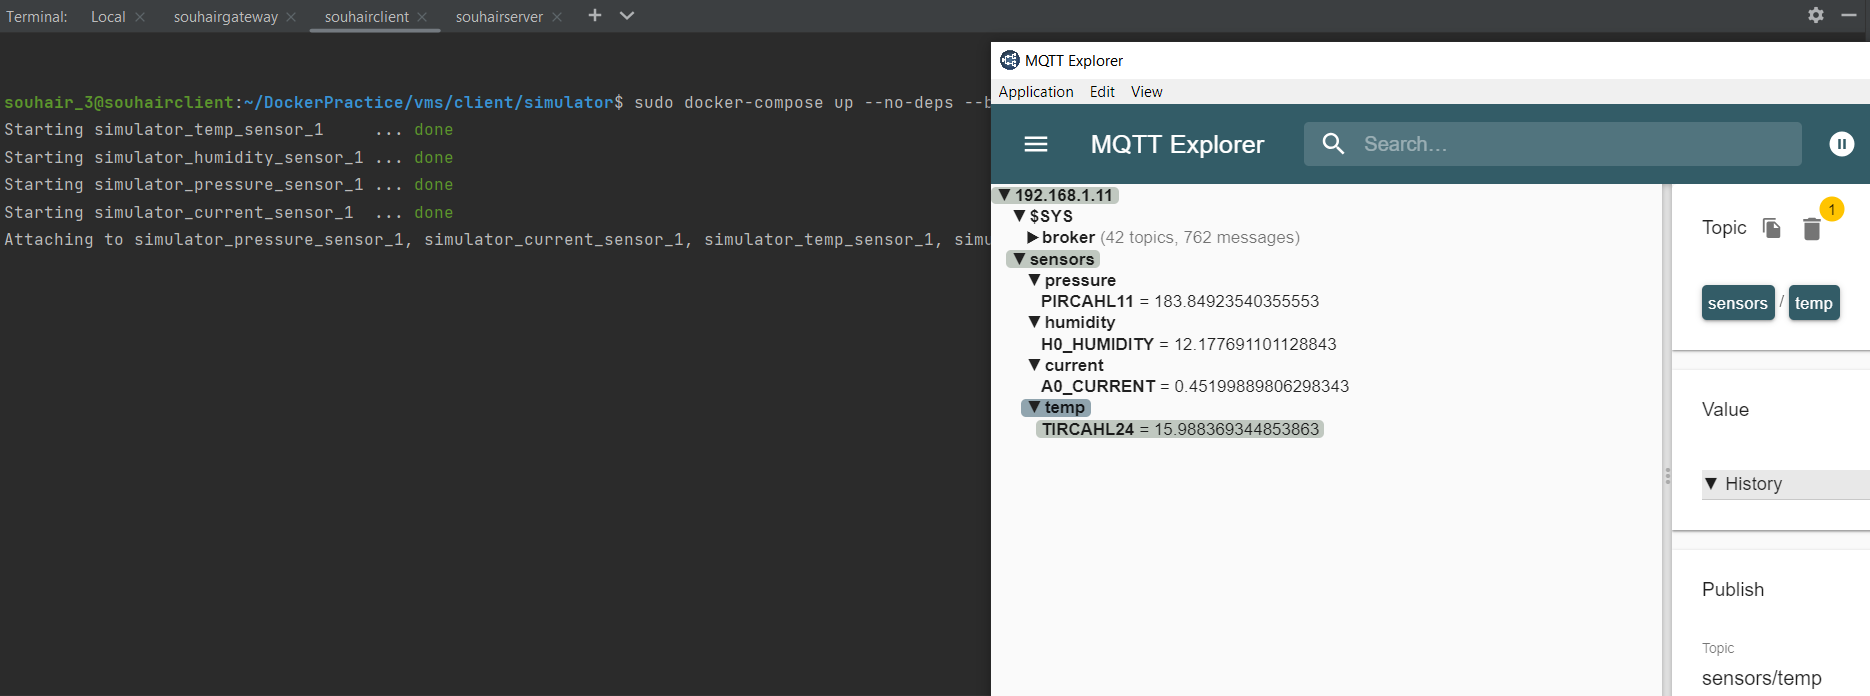 Terminal: Local souhairgateway souhairclient souhairserver
souhair_3@souhairclient:~/DockerPractice/vms/client/simulator$ sudo docker-compose up --no-deps --b
Starting simulator_temp_sensor_1 ... done
Starting simulator_humidity_sensor_1 ... done
Starting simulator_pressure_sensor_1 ... done
Starting simulator_current_sensor_1 ... done
Attaching to simulator_pressure_sensor_1, simulator_current_sensor_1, simulator_temp_sensor_1, simu
MQTT Explorer
Application Edit View
MQTT Explorer Search...
192.168.1.11
$SYS
broker (42 topics, 762 messages)
sensors
pressure
PIRCAHL11 = 183.84923540355553
humidity
H0_HUMIDITY = 12.177691101128843
current
A0_CURRENT = 0.45199889806298343
temp
TIRCAHL24 = 15.988369344853863
Topic 1
sensors / temp
Value
History
Publish
Topic
sensors/temp